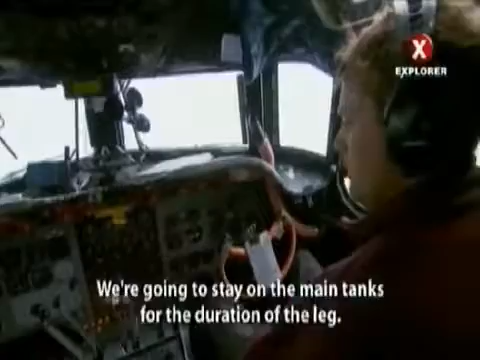 X
EXPLORER
We're going to stay on the main tanks
for the duration of the leg.